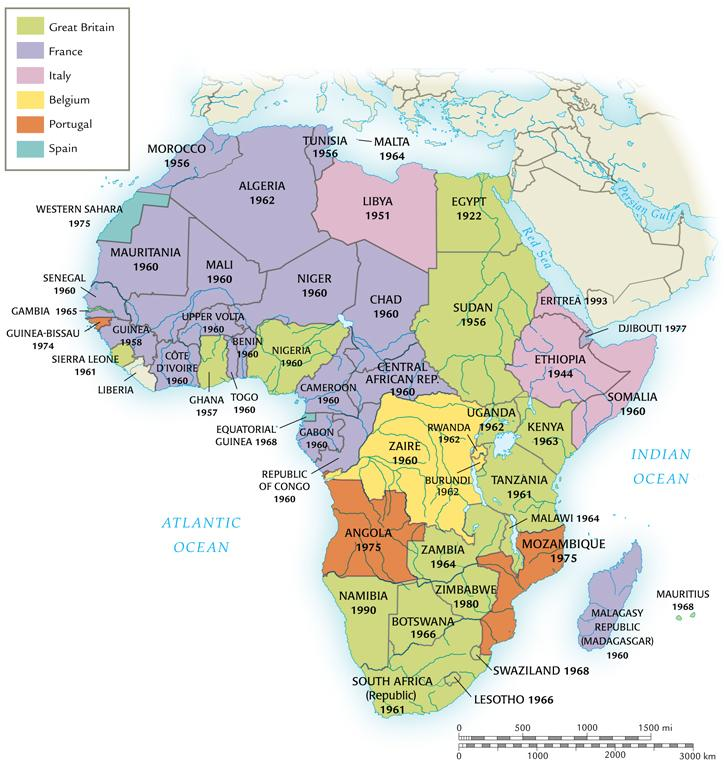 Great Britain
France
Italy
Belgium
Portugal
Spain
TUNISIA
1956
MALTA
1964
MOROCCO
1956
ALGERIA
1962
LIBYA
1951
EGYPT
1922
Persian Gulf
Red Sea
WESTERN SAHARA
1975
MAURITANIA
1960
MALI
1960
NIGER
1960
CHAD
1960
SUDAN
1956
ERITREA 1993
DJIBOUTI 1977
SENEGAL
1960
GAMBIA 1965
GUINEA-BISSAU
1974
GUINEA
1958
SIERRA LEONE
1961
LIBERIA
UPPER VOLTA
1960
CÔTE
D'IVOIRE
1960
GHANA
1957
TOGO
1960
BENIN
1960
NIGERIA
1960
CAMEROON
1960
CENTRAL
AFRICAN REP.
1960
ETHIOPIA
1944
SOMALIA
1960
EQUATORIAL
GUINEA 1968
GABON
1960
REPUBLIC
OF CONGO
1960
ZAIRE
1960
UGANDA
1962
RWANDA
1962
BURUNDI
1962
KENYA
1963
TANZANIA
1961
INDIAN
OCEAN
ATLANTIC
OCEAN
ANGOLA
1975
ZAMBIA
1964
MALAWI 1964
MOZAMBIQUE
1975
NAMIBIA
1990
ZIMBABWE
1980
BOTSWANA
1966
MALAGASY
REPUBLIC
(MADAGASGAR)
1960
MAURITIUS
1968
SWAZILAND 1968
SOUTH AFRICA
(Republic)
1961
LESOTHO 1966
0 500 1000 1500 mi
0 1000 2000 3000 km